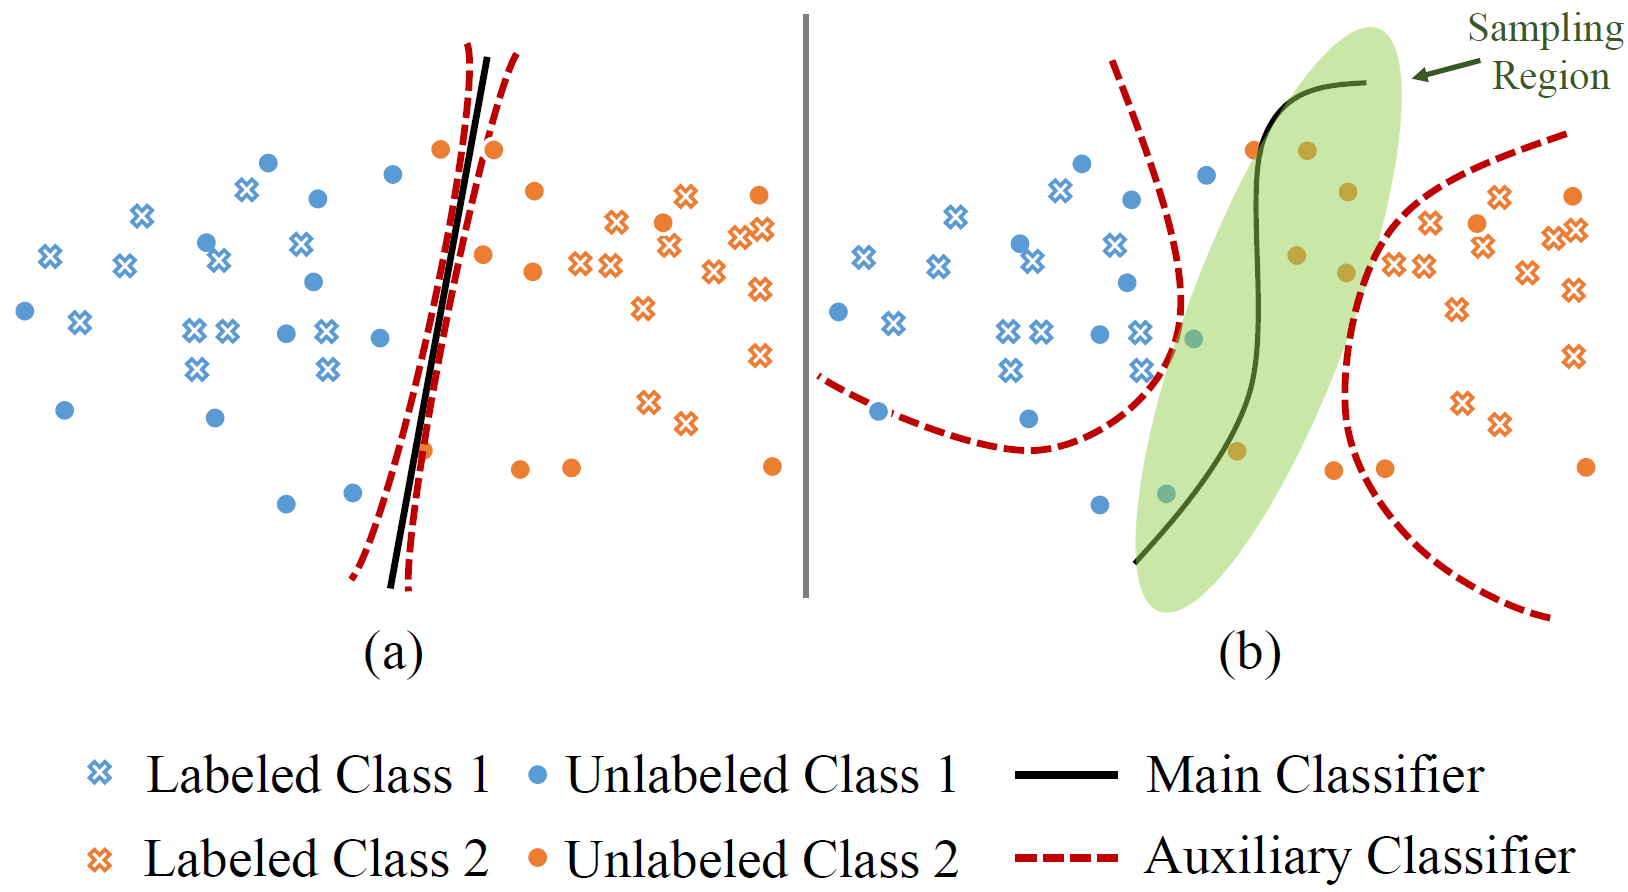 Sampling
Region
(a)
(b)
Labeled Class 1
Unlabeled Class 1
Main Classifier
Labeled Class 2
Unlabeled Class 2
Auxiliary Classifier